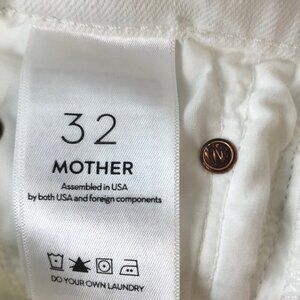 32
MOTHER
Assembled in USA
by both USA and foreign components
DO YOUR OWN LAUNDRY